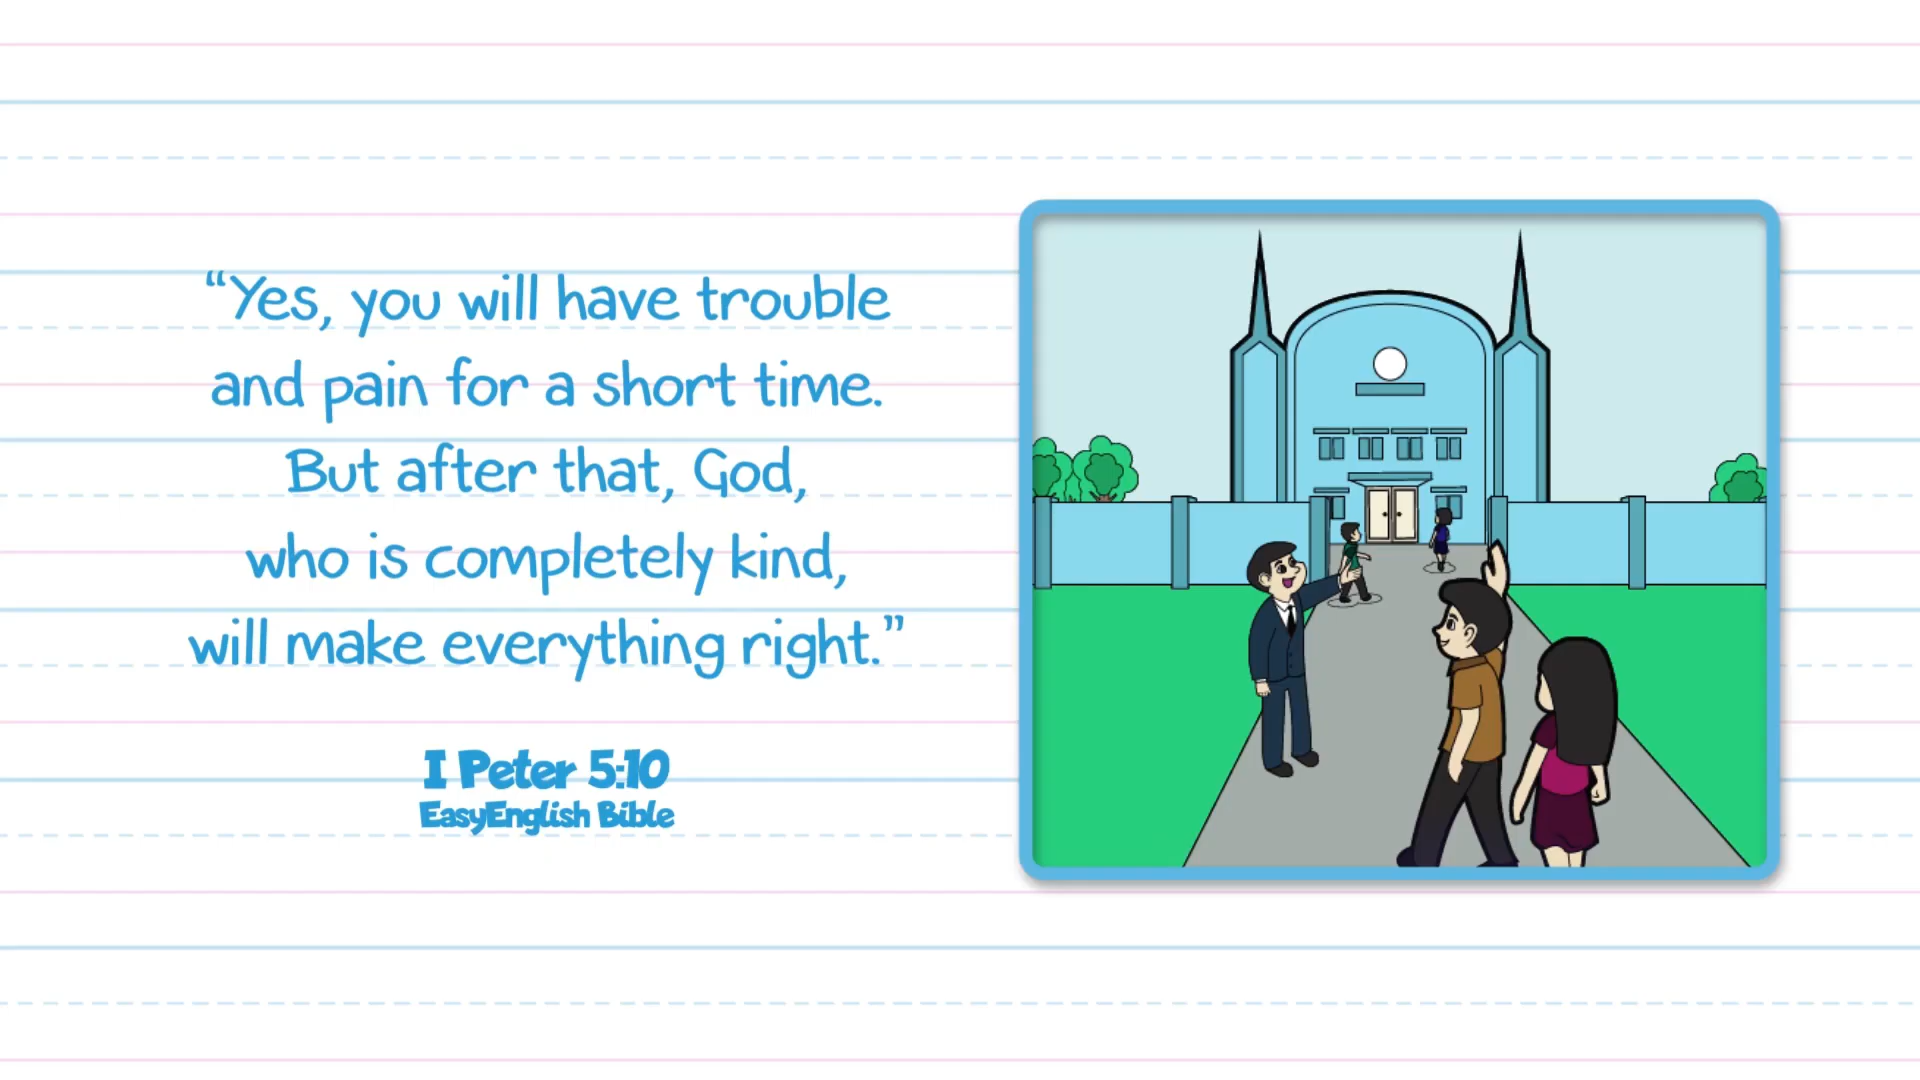 “Yes, you will have trouble
and pain for a short time.
But after that, God,
who is completely kind,
will make everything right.”
I Peter 5:10
EasyEnglish Bible